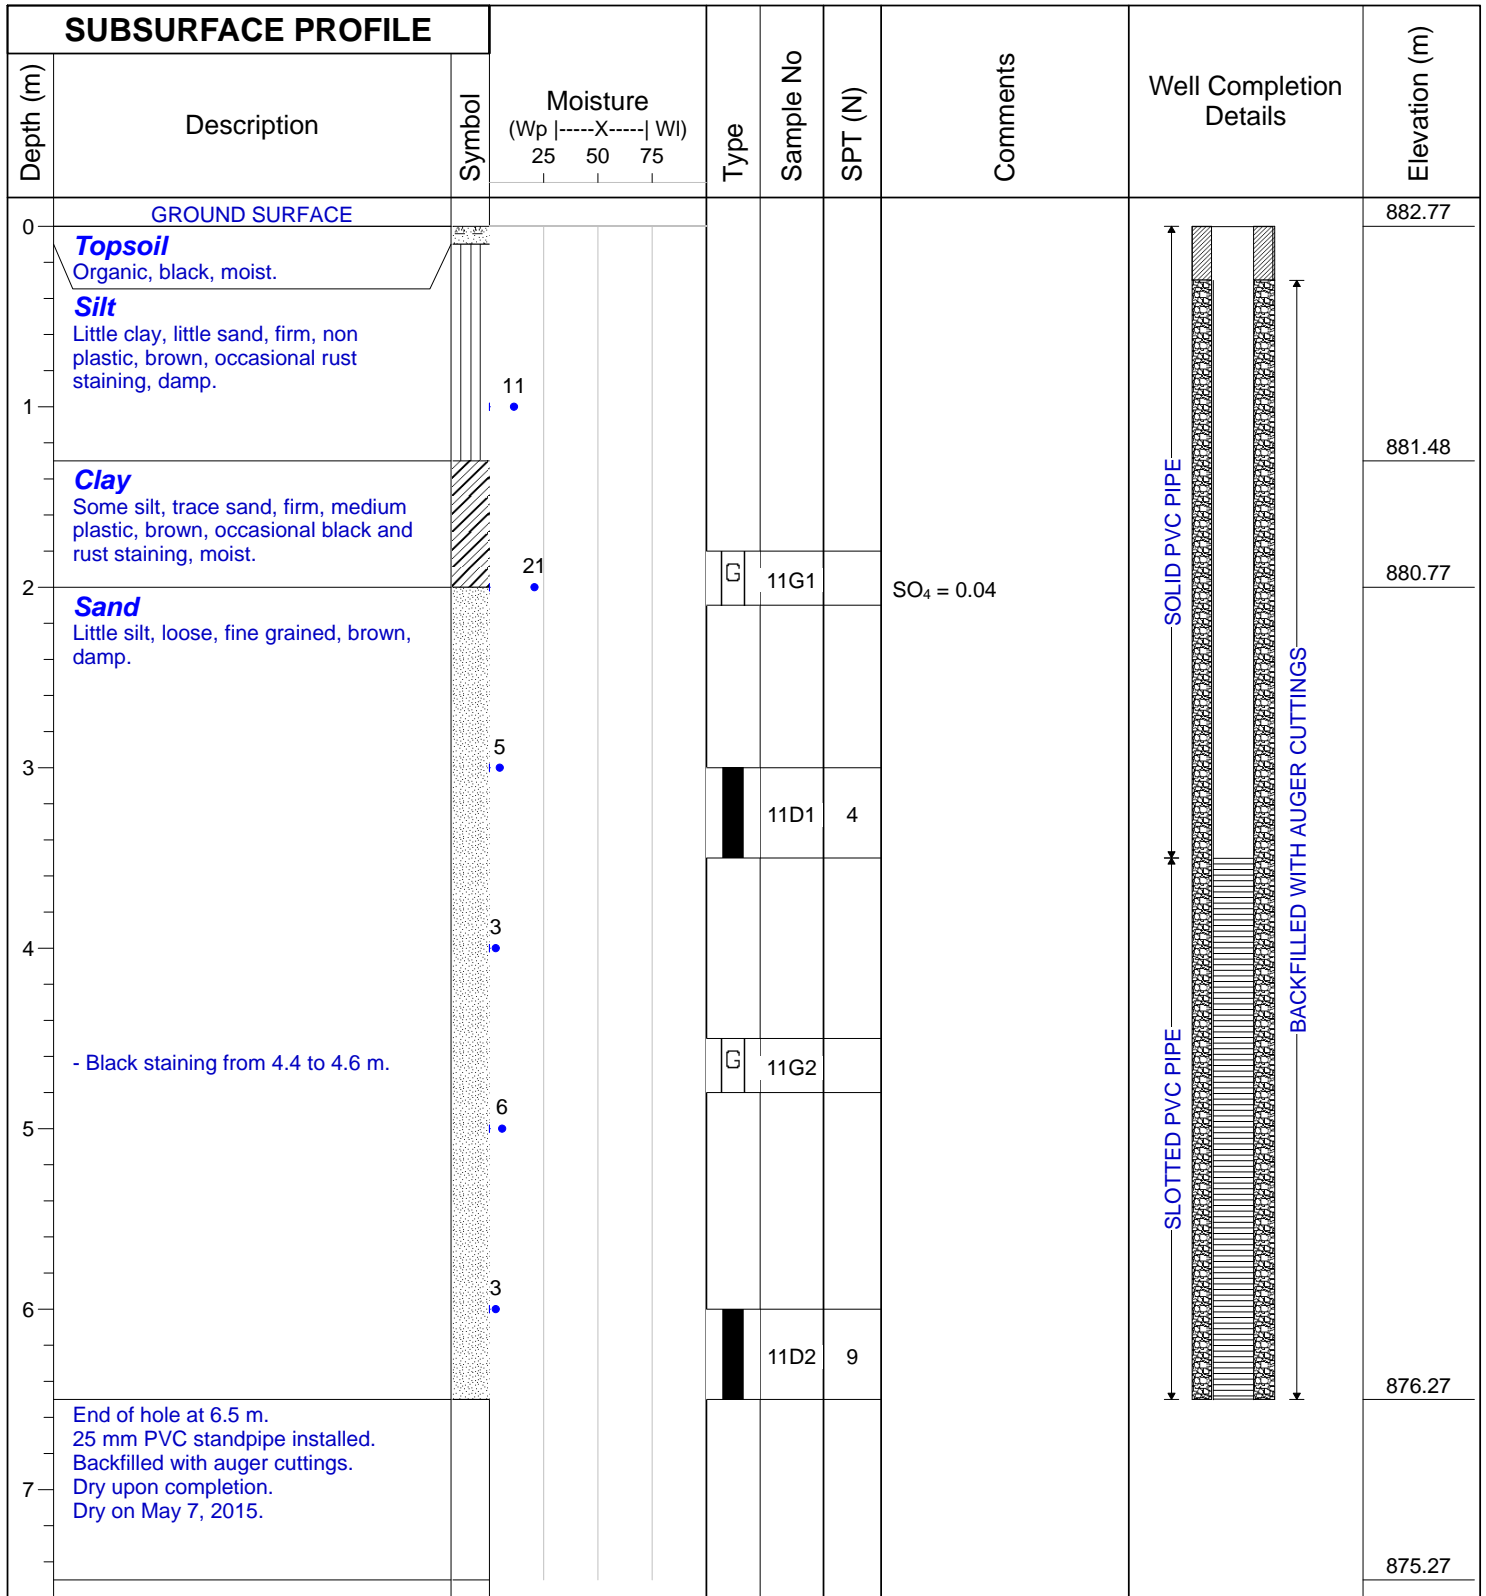 SUBSURFACE PROFILE
Depth (m)
Description
Symbol
Moisture
(Wp |-----X-----| Wl)
25 50 75
Type
Sample No
SPT (N)
Comments
Well Completion
Details
Elevation (m)
GROUND SURFACE
882.77
0
Topsoil
Organic, black, moist.
Silt
Little clay, little sand, firm, non
plastic, brown, occasional rust
staining, damp.
1
11
881.48
Clay
Some silt, trace sand, firm, medium
plastic, brown, occasional black and
rust staining, moist.
2
21
G
11G1
SO₄ = 0.04
880.77
Sand
Little silt, loose, fine grained, brown,
damp.
SOLID PVC PIPE
BACKFILLED WITH AUGER CUTTINGS
3
5
11D1
4
4
3
- Black staining from 4.4 to 4.6 m.
G
11G2
SLOTTED PVC PIPE
5
6
6
3
11D2
9
876.27
End of hole at 6.5 m.
25 mm PVC standpipe installed.
Backfilled with auger cuttings.
Dry upon completion.
Dry on May 7, 2015.
7
875.27